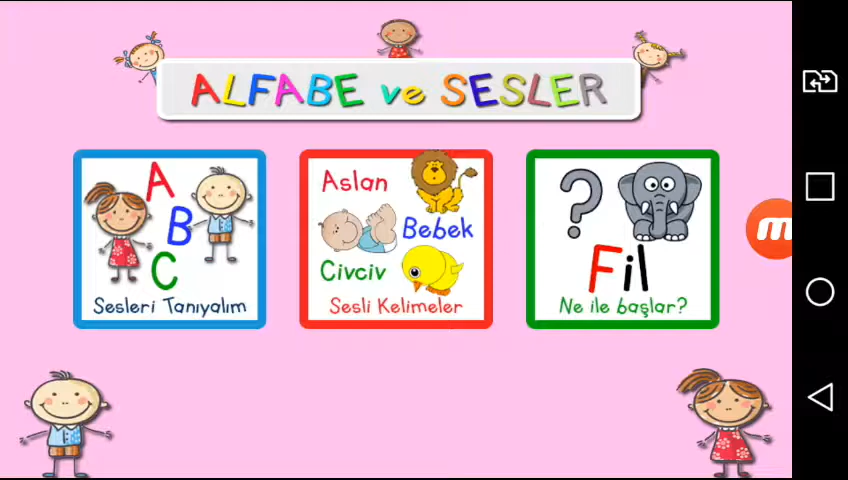 ALFABE ve SESLER
A
B
C
Sesleri Tanıyalım
Aslan
Bebek
Civciv
Sesli Kelimeler
?
Fil
Ne ile başlar?